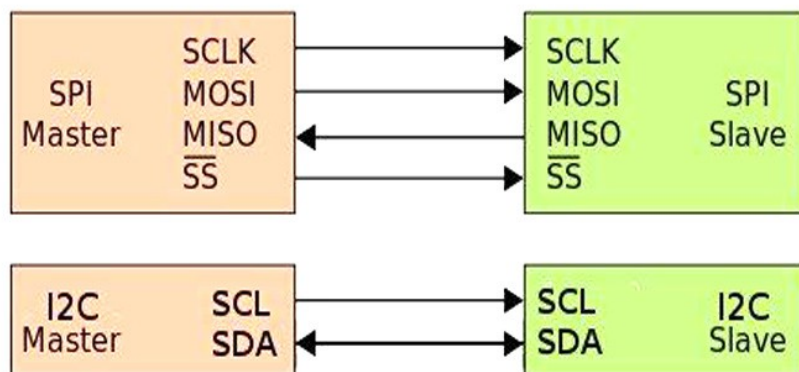 SPI Master
SCLK
MOSI
MISO
SS
SCLK
MOSI
MISO
SS
SPI Slave
I2C Master
SCL
SDA
SCL
SDA
I2C Slave